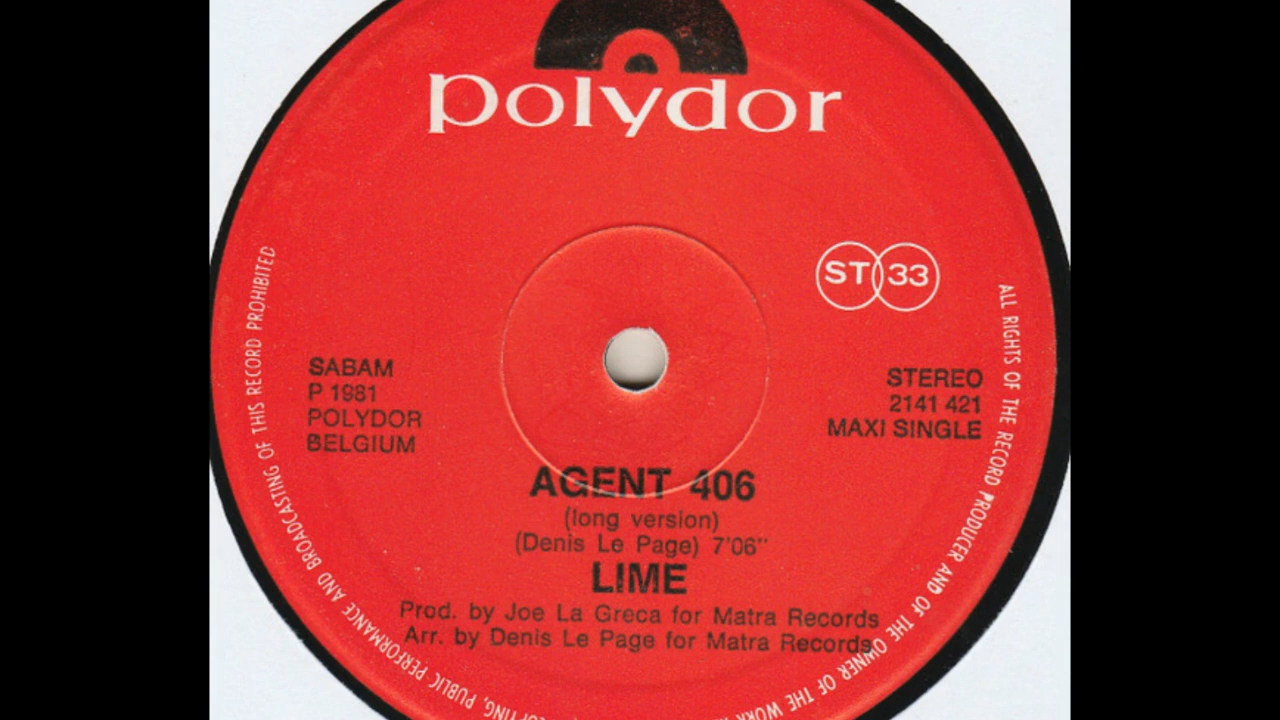 polydor
ST 33
SABAM
P 1981
POLYDOR
BELGIUM
STEREO
2141 421
MAXI SINGLE
AGENT 406
(long version)
(Denis Le Page) 7'06"
LIME
Prod. by Joe La Greca for Matra Records
Arr. by Denis Le Page for Matra Records
ALL RIGHTS OF THE RECORD PRODUCER AND OF THE OWNER OF THE WORK
PUBLIC PERFORMANCE AND BROADCASTING OF THIS RECORD PROHIBITED